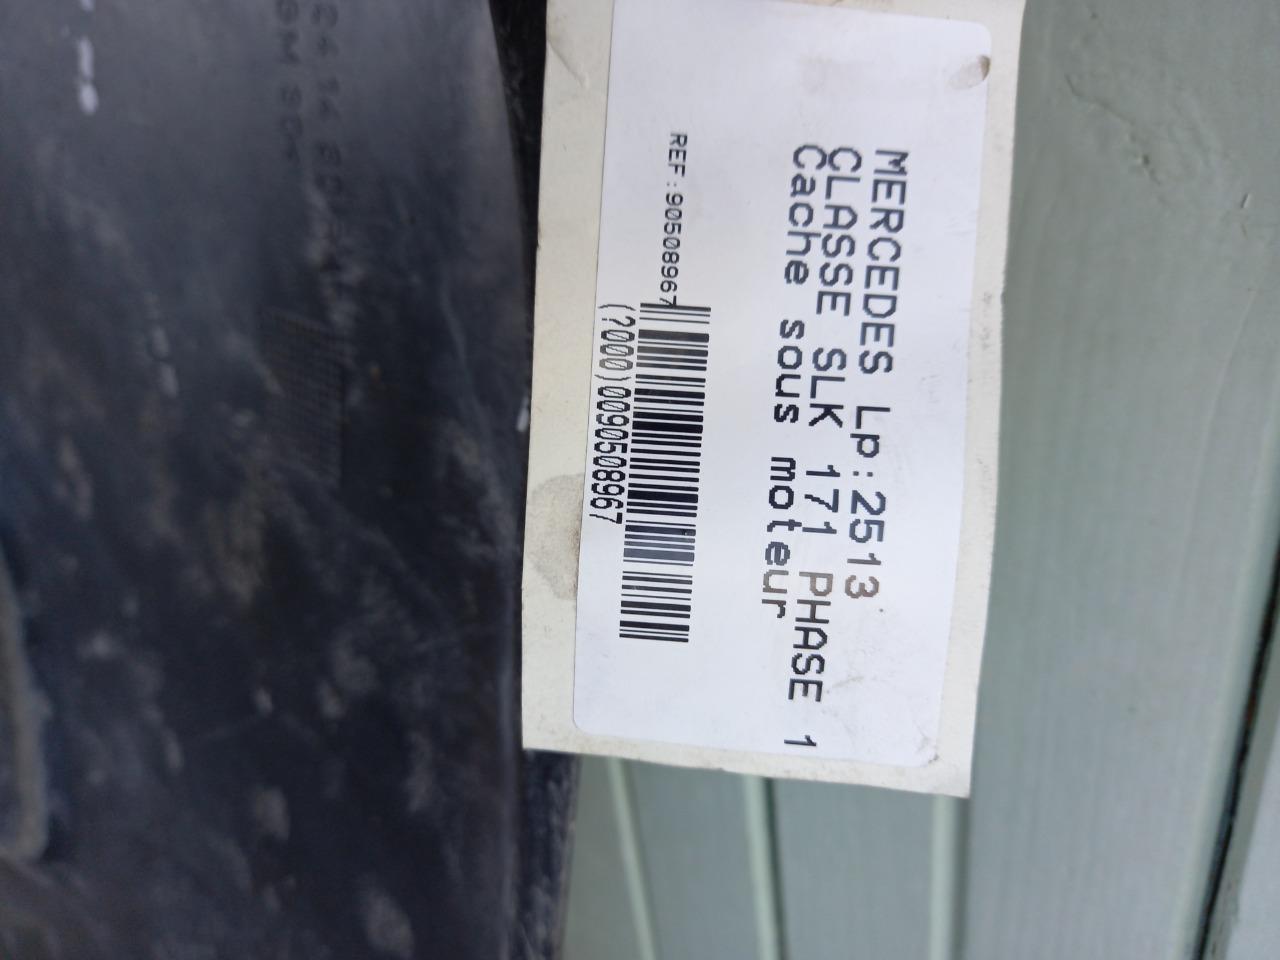 MERCEDES Lp:2513
CLASSE SLK 171 PHASE 1
Cache sous moteur
REF:90508967
(?000)0090508967